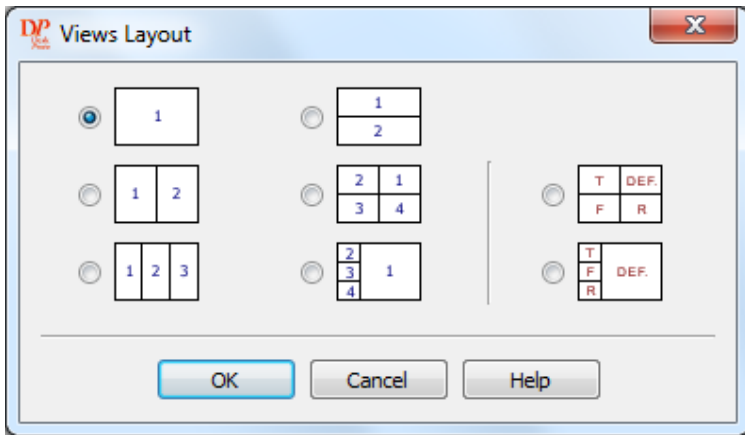 DP Views Layout
1 1
2
1 2 2 1 T DEF.
3 4 F R
1 2 3 2 1 T DEF.
3 F
4 R
OK Cancel Help